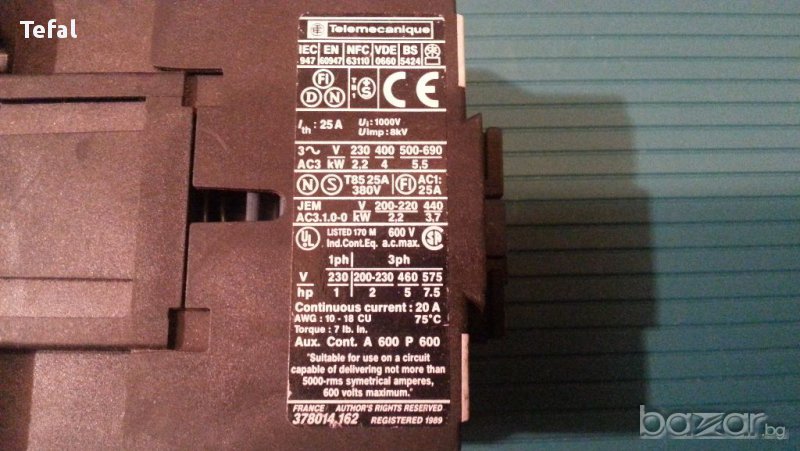 Tefal
Telemecanique
IEC EN NFC VDE BS
947 60947 63110 0660 5424
FI
D N
T
B
1
S
CE
Ith : 25 A Ui : 1000V
Uimp : 8kV
3~ V 230 400 500-690
AC3 kW 2,2 4 5,5
N S T85 25A FI AC1:
380V 25A
JEM V 200-220 440
AC3.1.0-0 kW 2,2 3,7
UL LISTED 170 M 600 V
Ind.Cont.Eq. a.c.max.
1ph 3ph
V 230 200-230 460 575
hp 1 2 5 7.5
Continuous current : 20 A
AWG : 10 - 18 CU 75°C
Torque : 7 lb. in.
Aux. Cont. A 600 P 600
"Suitable for use on a circuit
capable of delivering not more than
5000-rms symetrical amperes,
600 volts maximum."
FRANCE AUTHOR'S RIGHTS RESERVED
378014,162 REGISTERED 1989
bazar.bg